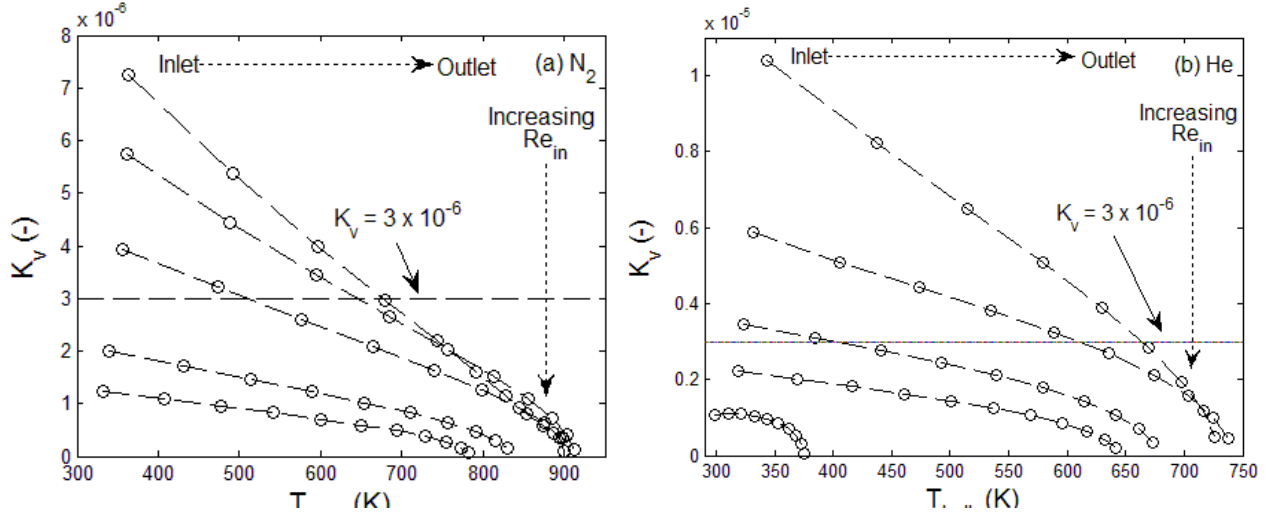 x 10^-6
8
7
6
5
4
3
2
1
0
K_v (-)
300
400
500
600
700
800
900
(K)
Inlet
Outlet
(a) N_2
Increasing
Re_in
K_v = 3 x 10^-6
x 10^-5
1
0.8
0.6
0.4
0.2
0
K_v (-)
300
350
400
450
500
550
600
650
700
750
(K)
Inlet
Outlet
(b) He
Increasing
Re_in
K_v = 3 x 10^-6